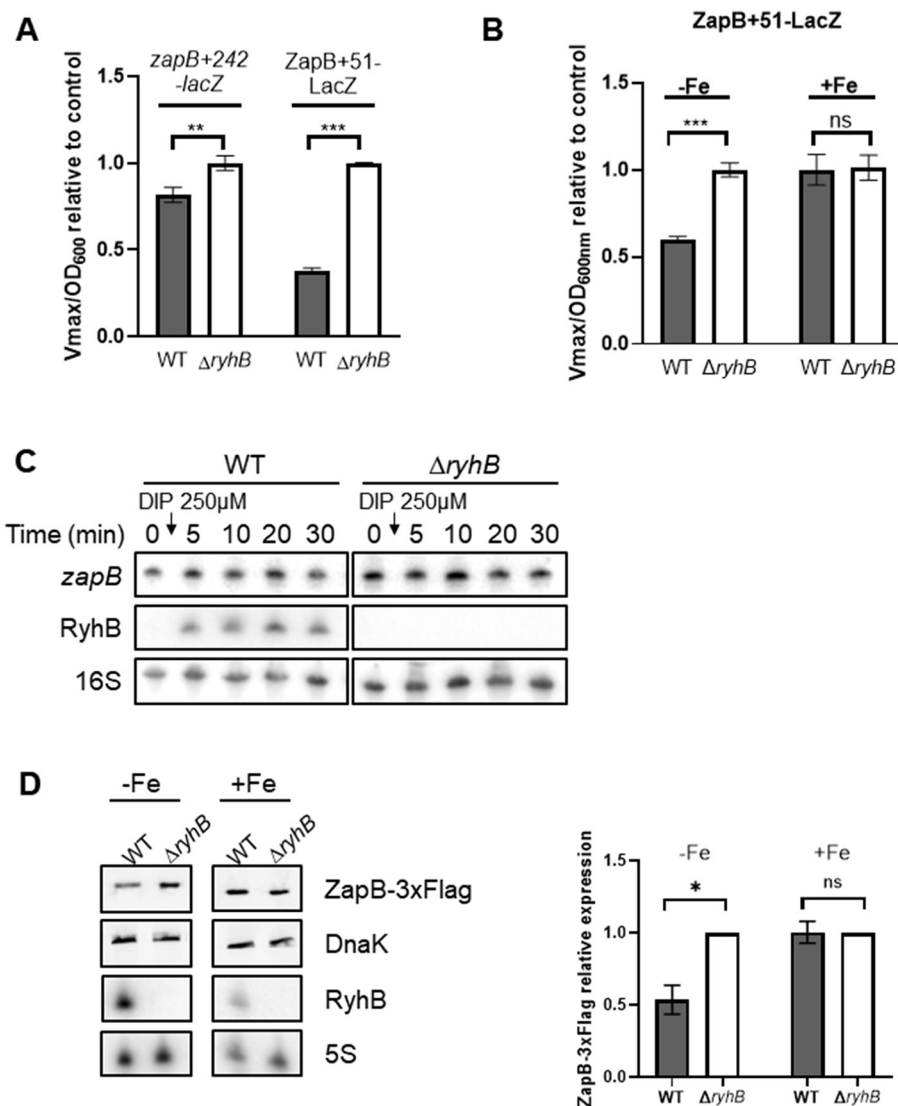 A
zapB+242
-lacZ
ZapB+51-
LacZ
**
***
Vmax/OD600 relative to control
1.5
1.0
0.5
0.0
WT ΔryhB WT ΔryhB
B
ZapB+51-LacZ
-Fe +Fe
*** ns
Vmax/OD600nm relative to control
1.5
1.0
0.5
0.0
WT ΔryhB WT ΔryhB
C
WT ΔryhB
DIP 250μM DIP 250μM
Time (min) 0 5 10 20 30 0 5 10 20 30
zapB
RyhB
16S
D
-Fe +Fe
WT ΔryhB WT ΔryhB
ZapB-3xFlag
DnaK
RyhB
5S
ZapB-3xFlag relative expression
1.5
1.0
0.5
0.0
-Fe +Fe
* ns
WT ΔryhB WT ΔryhB